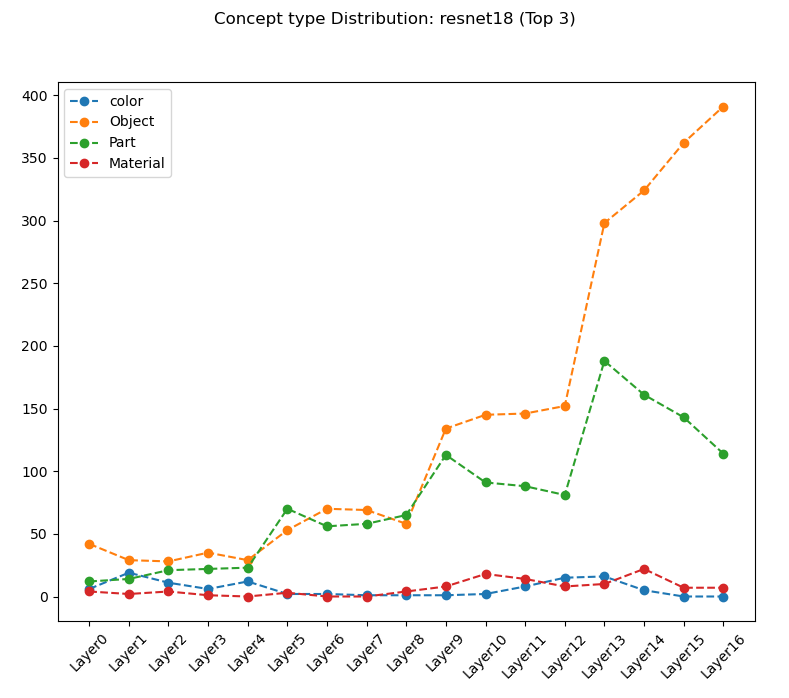 Concept type Distribution: resnet18 (Top 3)
400
350
300
250
200
150
100
50
0
color
Object
Part
Material
Layer0
Layer1
Layer2
Layer3
Layer4
Layer5
Layer6
Layer7
Layer8
Layer9
Layer10
Layer11
Layer12
Layer13
Layer14
Layer15
Layer16